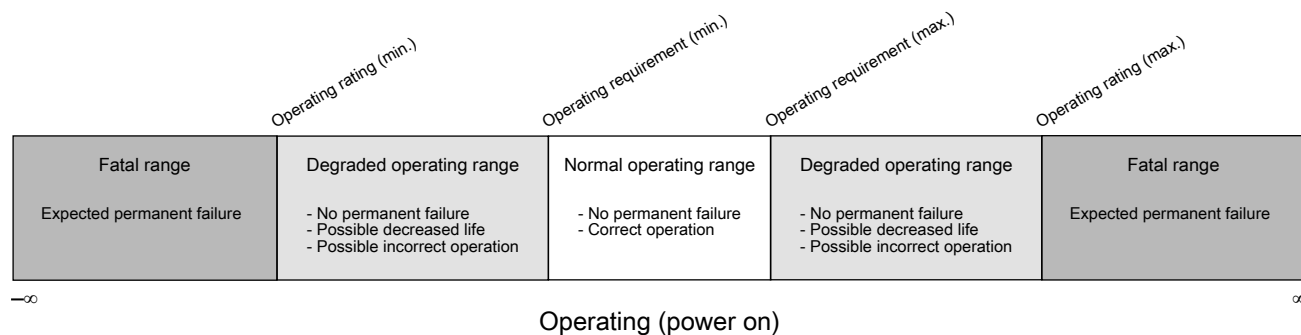 Operating rating (min.)
Operating requirement (min.)
Operating requirement (max.)
Operating rating (max.)
Fatal range
Expected permanent failure
Degraded operating range
- No permanent failure
- Possible decreased life
- Possible incorrect operation
Normal operating range
- No permanent failure
- Correct operation
Degraded operating range
- No permanent failure
- Possible decreased life
- Possible incorrect operation
Fatal range
Expected permanent failure
–∞
∞
Operating (power on)